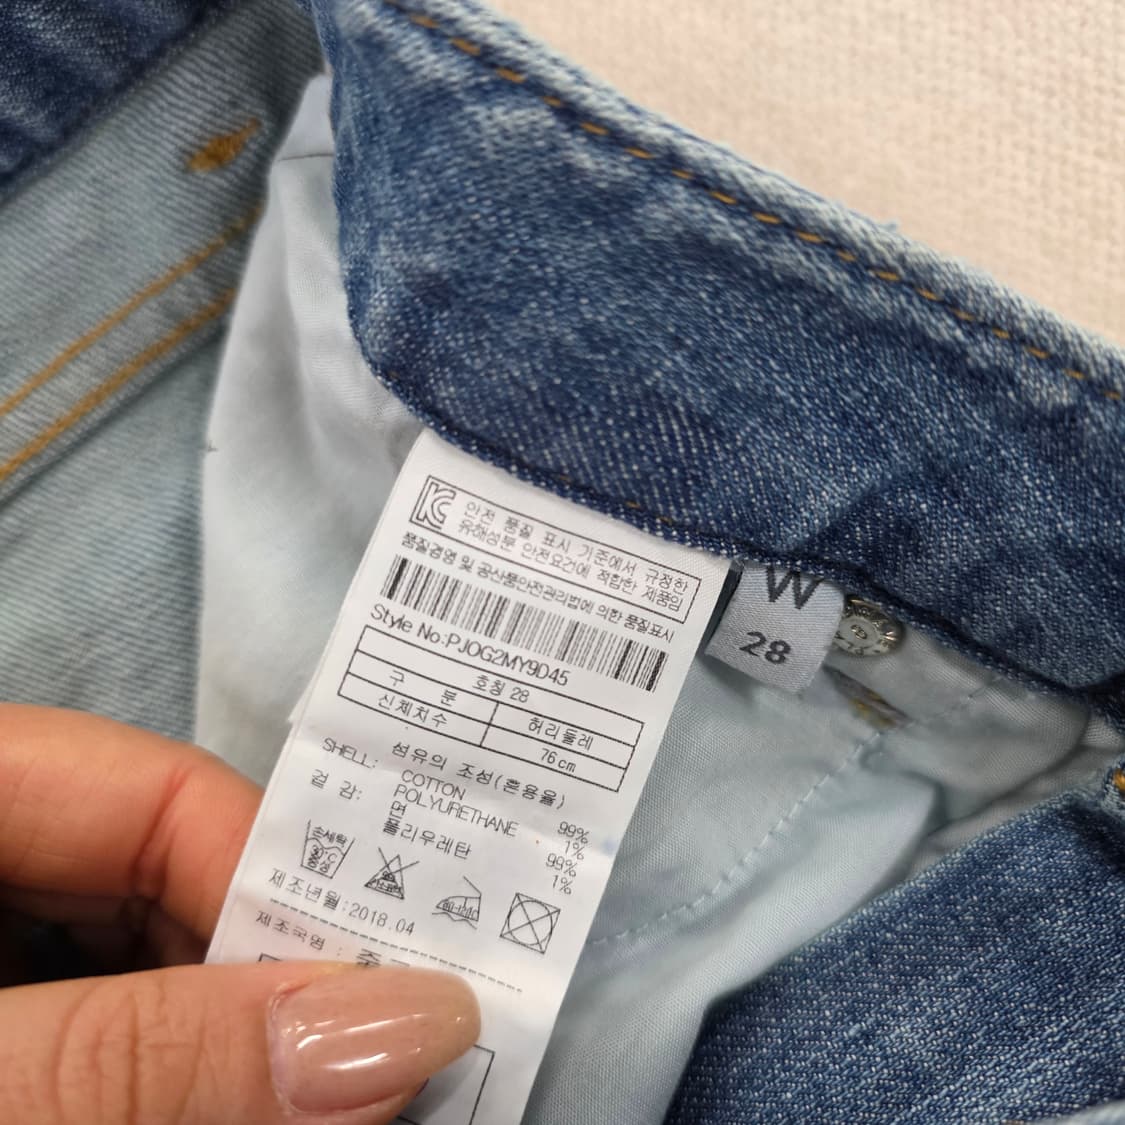 KC 안전 품질 표시 기준에서 규정한
유해성분 안전요건에 적합한 제품임
품질경영 및 공산품안전관리법에 의한 품질표시
Style No:PJOG2MY9D45
호칭 28
구 분 허리둘레
신체치수 76cm
섬유의 조성(혼용율)
SHELL: COTTON 99%
POLYURETHANE 1%
겉 감: 면 99%
폴리우레탄 1%
손세탁
제조년월:2018.04
제조국명 :
W
28